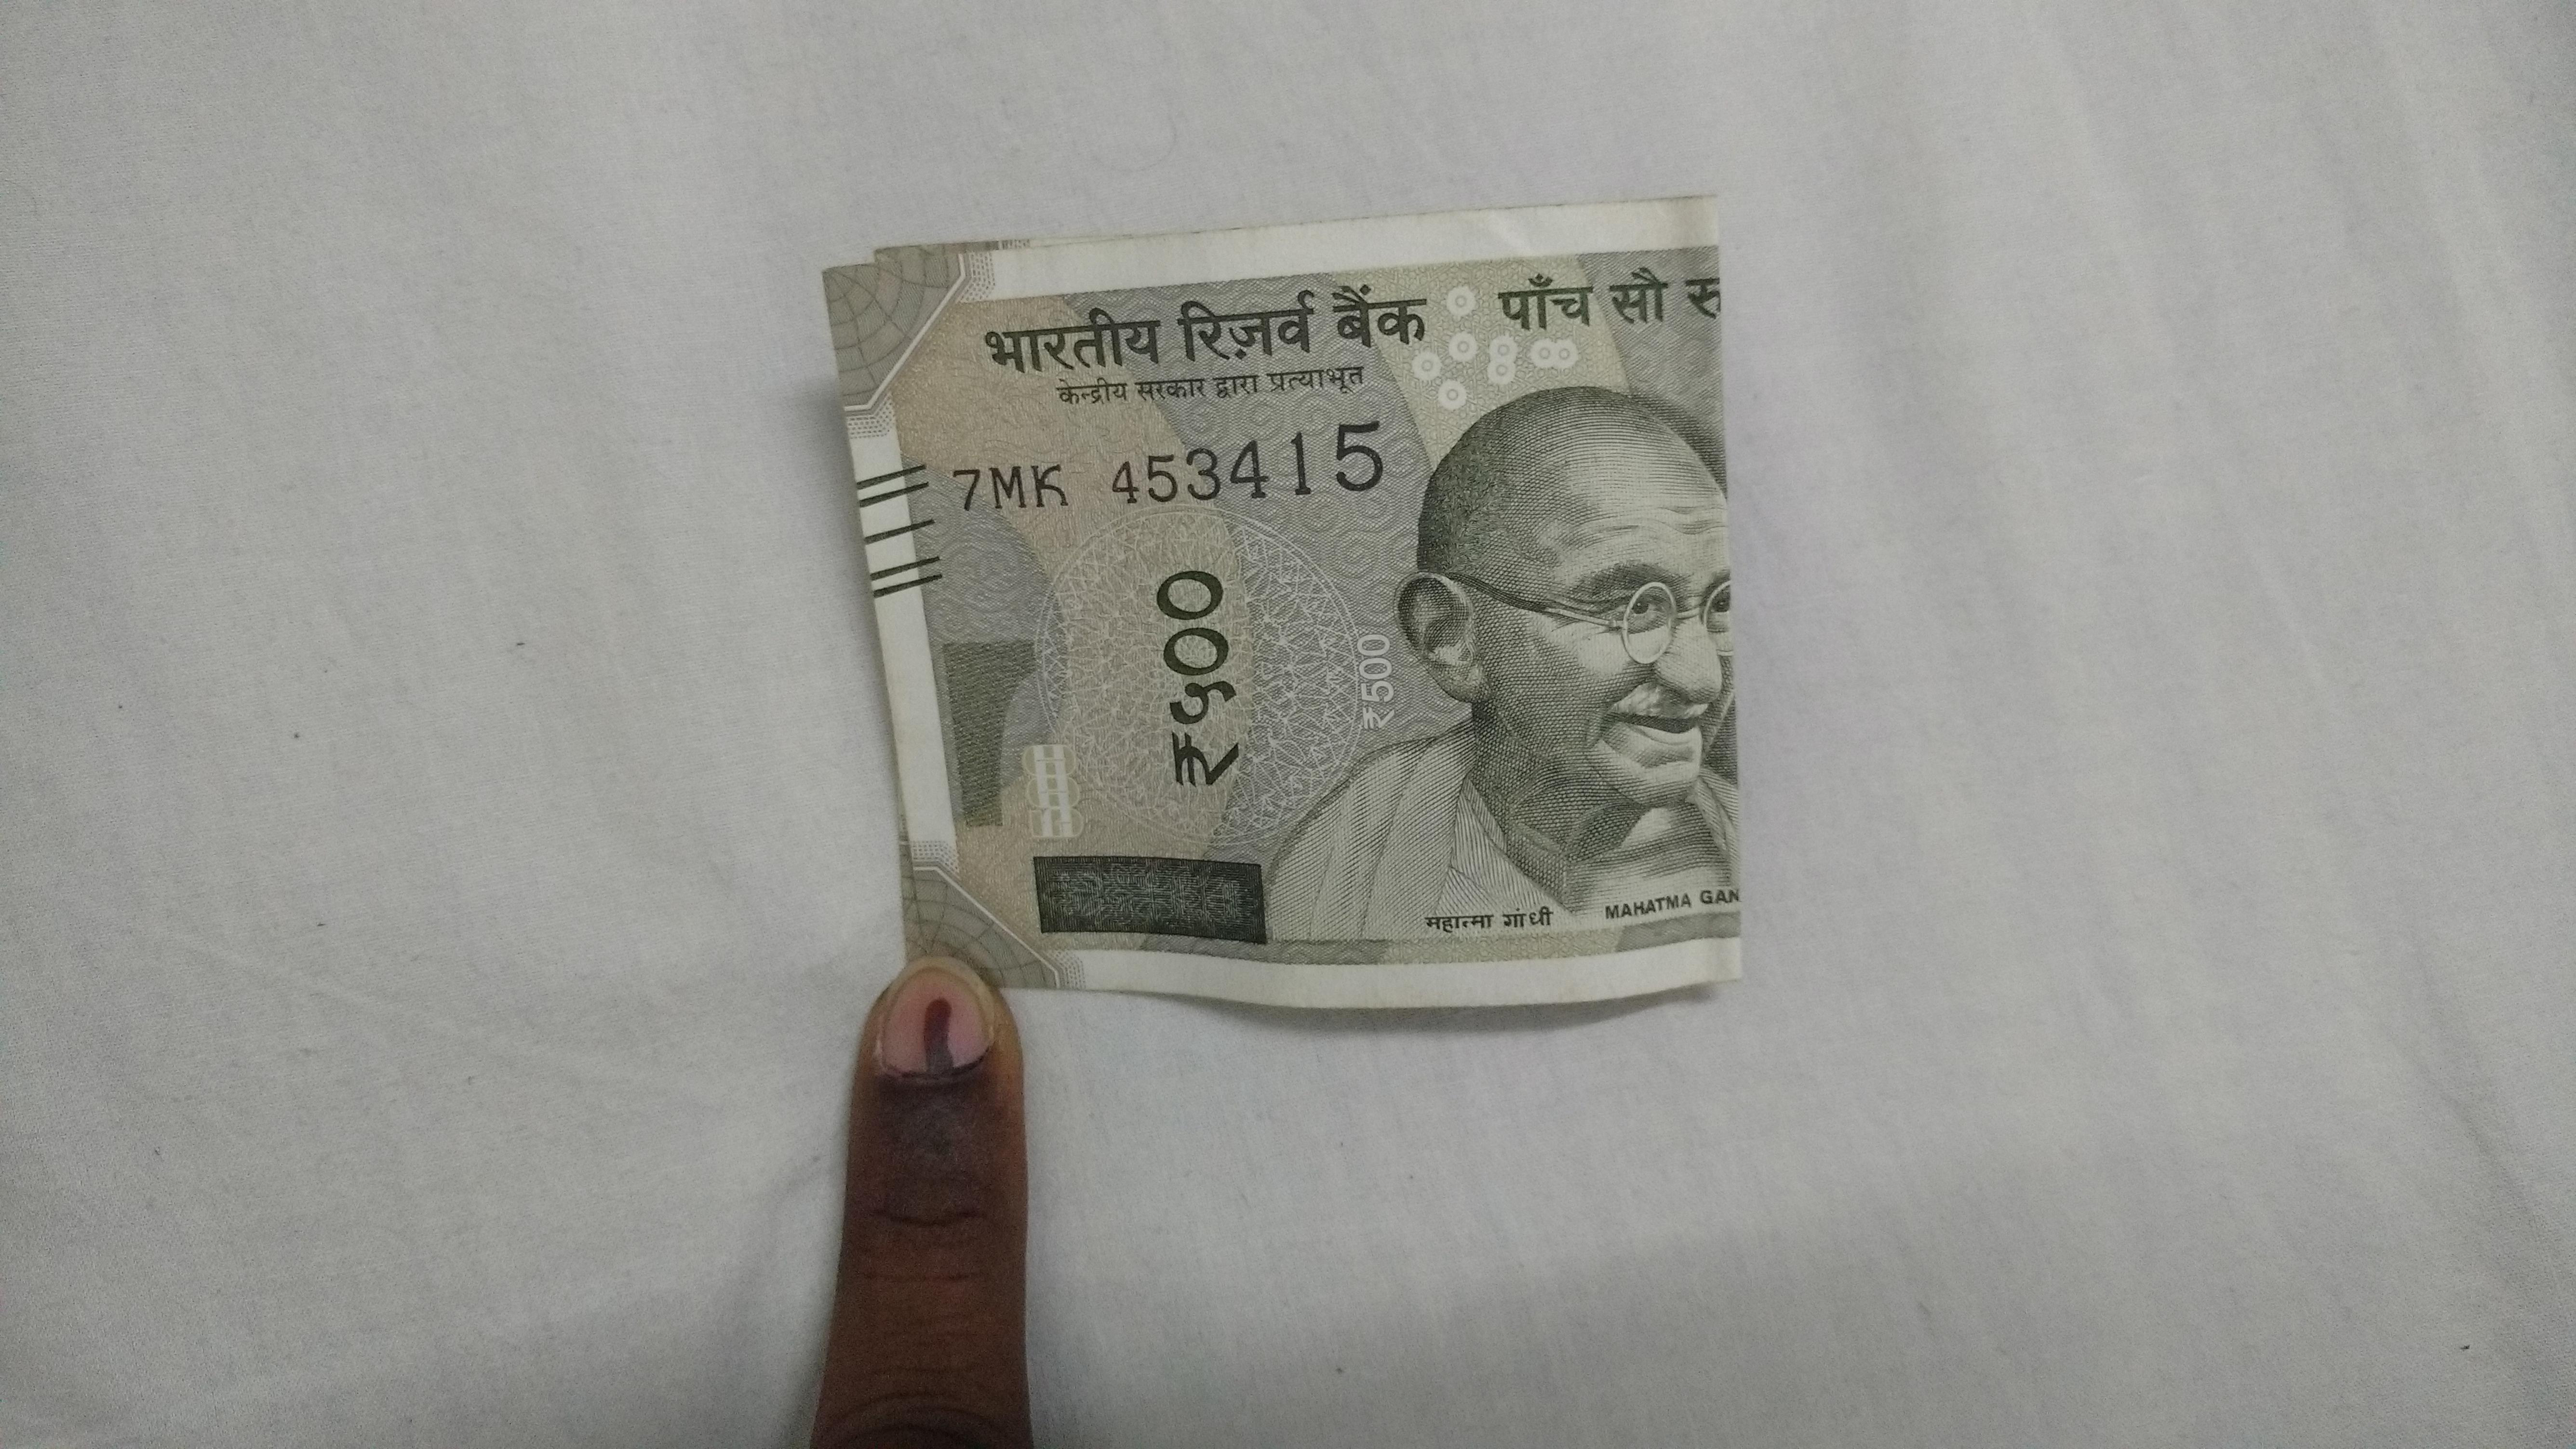 भारतीय रिज़र्व बैंक पाँच सौ रु
केन्द्रीय सरकार द्वारा प्रत्याभूत
7MK 453415
₹५००
₹500
महात्मा गांधी MAHATMA GAN